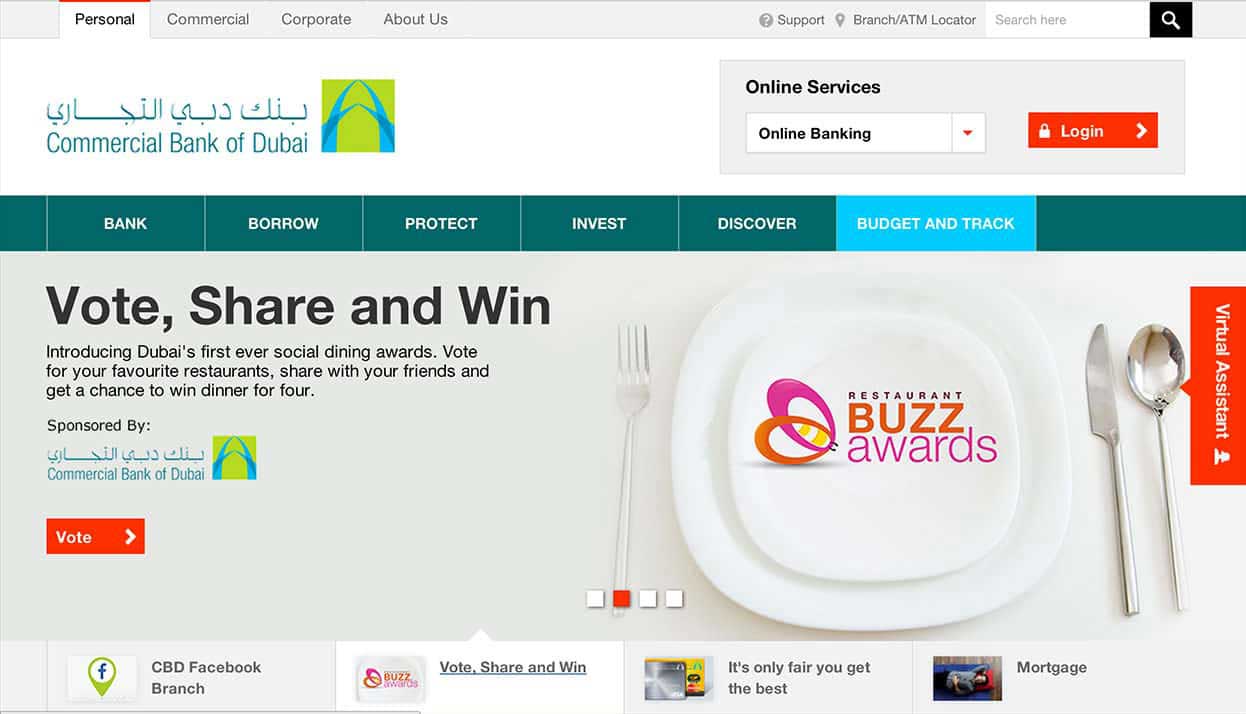 Personal
Commercial
Corporate
About Us
Support
Branch/ATM Locator
Search here
بنك دبي التجاري
Commercial Bank of Dubai
Online Services
Online Banking
Login
BANK
BORROW
PROTECT
INVEST
DISCOVER
BUDGET AND TRACK
Vote, Share and Win
Introducing Dubai's first ever social dining awards. Vote
for your favourite restaurants, share with your friends and
get a chance to win dinner for four.
Sponsored By:
بنك دبي التجاري
Commercial Bank of Dubai
Vote
RESTAURANT
BUZZ
awards
Virtual Assistant
CBD Facebook
Branch
BUZZ
awards
Vote, Share and Win
VISA
It's only fair you get
the best
Mortgage